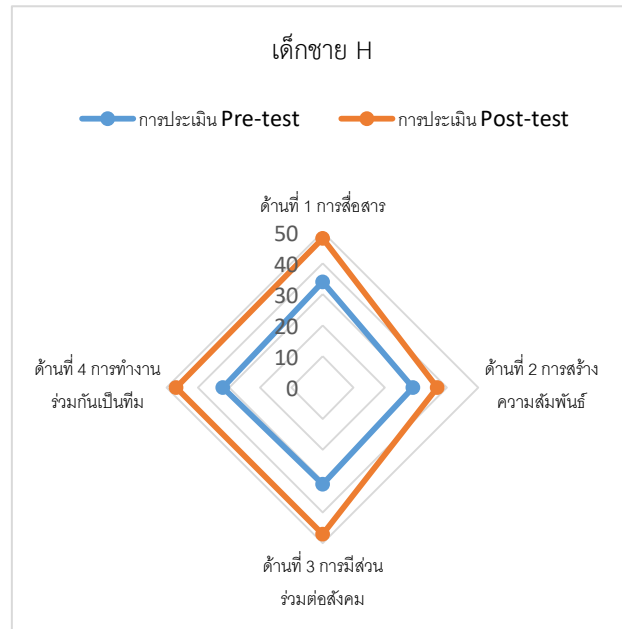 เด็กชาย H
การประเมิน Pre-test การประเมิน Post-test
ด้านที่ 1 การสื่อสาร
50
40
30
20
10
0
ด้านที่ 2 การสร้าง
ความสัมพันธ์
ด้านที่ 3 การมีส่วน
ร่วมต่อสังคม
ด้านที่ 4 การทำงาน
ร่วมกันเป็นทีม